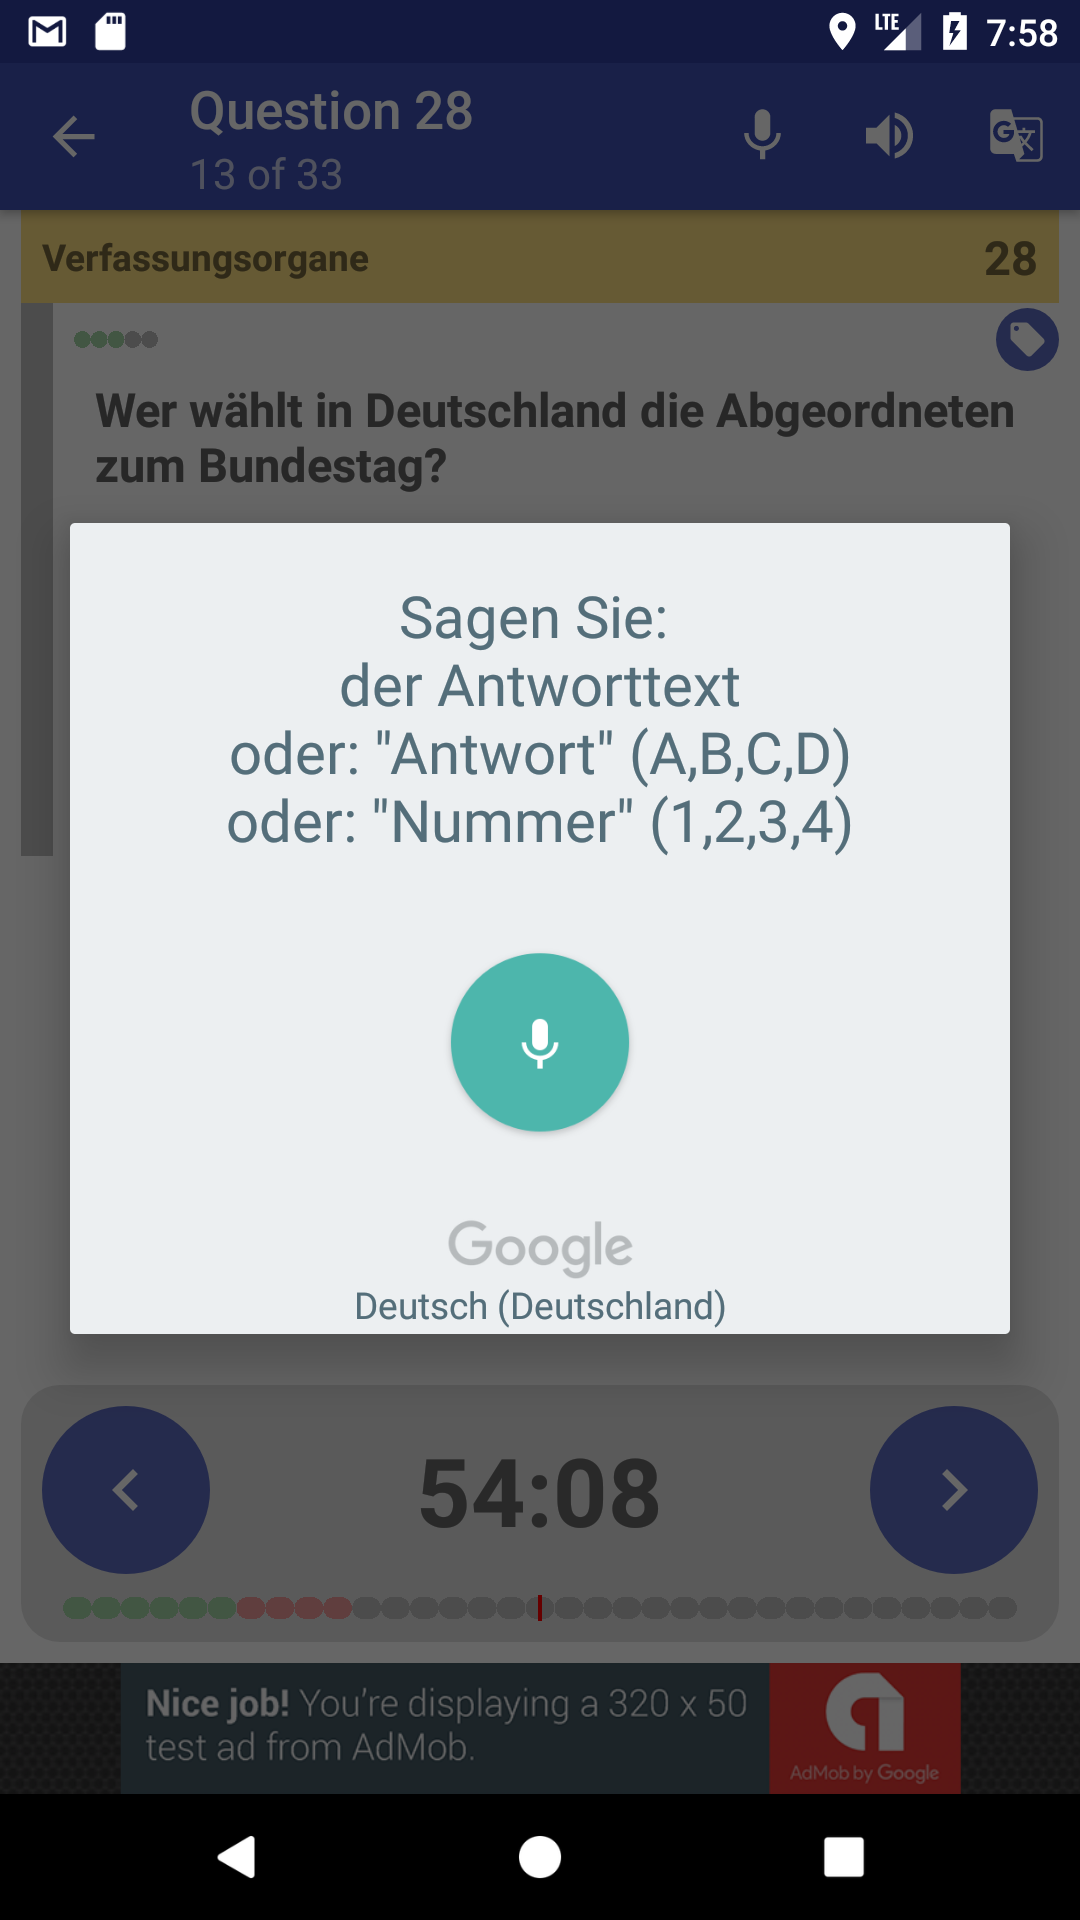 LTE 7:58
Question 28
13 of 33
Verfassungsorgane 28
Wer wählt in Deutschland die Abgeordneten
zum Bundestag?
Sagen Sie:
der Antworttext
oder: "Antwort" (A,B,C,D)
oder: "Nummer" (1,2,3,4)
Google
Deutsch (Deutschland)
54:08
Nice job! You're displaying a 320 x 50
test ad from AdMob.
AdMob by Google